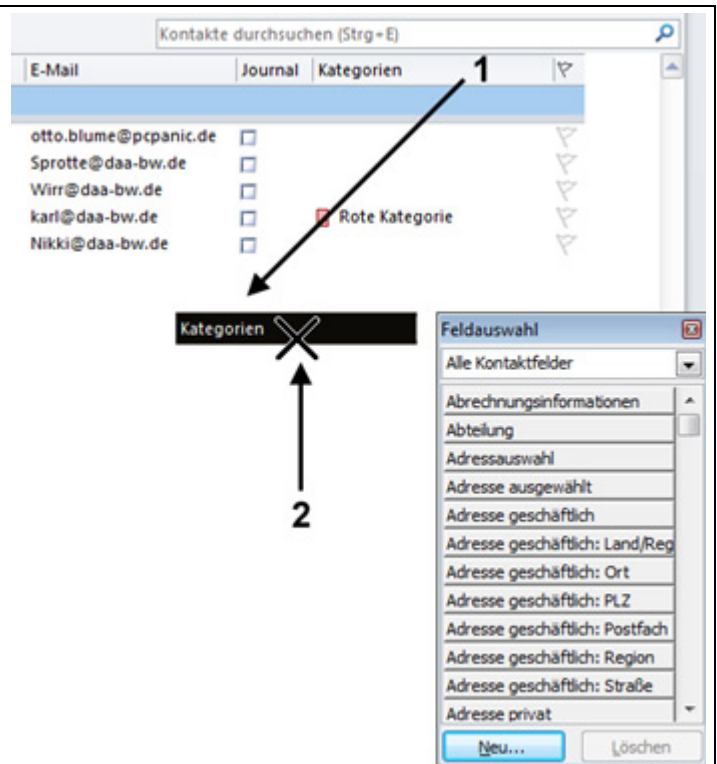 Kontakte durchsuchen (Strg+E)
E-Mail Journal Kategorien
1
otto.blume@pcpanic.de
Sprotte@daa-bw.de
Wirr@daa-bw.de
karl@daa-bw.de Rote Kategorie
Nikki@daa-bw.de
Kategorien
2
Feldauswahl
Alle Kontaktfelder
Abrechnungsinformationen
Abteilung
Adressauswahl
Adresse ausgewählt
Adresse geschäftlich
Adresse geschäftlich: Land/Reg
Adresse geschäftlich: Ort
Adresse geschäftlich: PLZ
Adresse geschäftlich: Postfach
Adresse geschäftlich: Region
Adresse geschäftlich: Straße
Adresse privat
Neu... Löschen